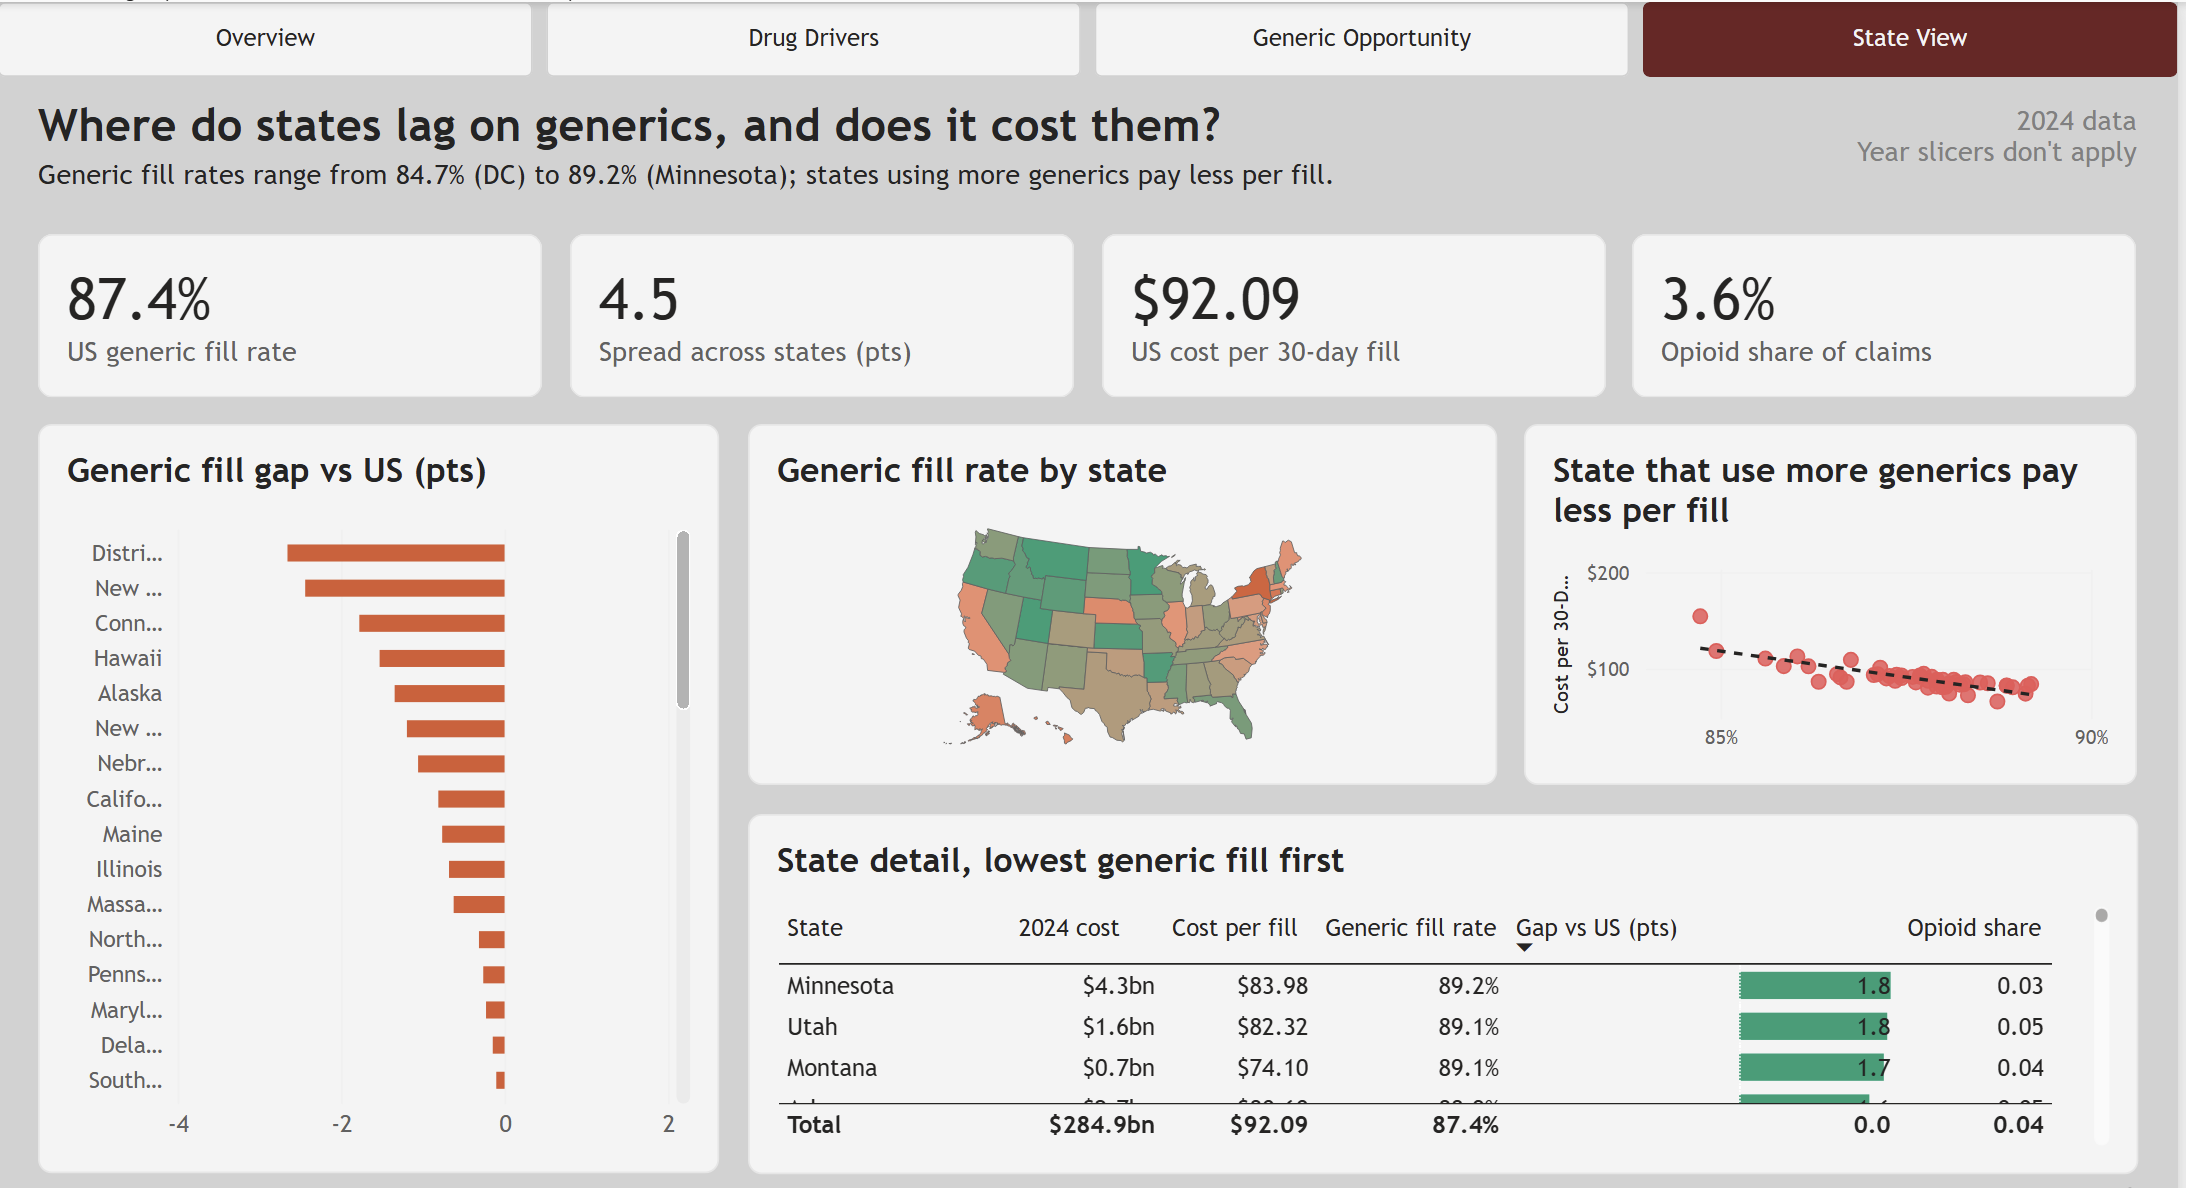 Overview
Drug Drivers
Generic Opportunity
State View
Where do states lag on generics, and does it cost them?
Generic fill rates range from 84.7% (DC) to 89.2% (Minnesota); states using more generics pay less per fill.
2024 data
Year slicers don't apply
87.4%
US generic fill rate
4.5
Spread across states (pts)
$92.09
US cost per 30-day fill
3.6%
Opioid share of claims
Generic fill gap vs US (pts)
Distri...
New ...
Conn...
Hawaii
Alaska
New ...
Nebr...
Califo...
Maine
Illinois
Massa...
North...
Penns...
Maryl...
Dela...
South...
-4 -2 0 2
Generic fill rate by state
State that use more generics pay
less per fill
Cost per 30-D...
$200
$100
85% 90%
State detail, lowest generic fill first
State 2024 cost Cost per fill Generic fill rate Gap vs US (pts) Opioid share
Minnesota $4.3bn $83.98 89.2% 1.8 0.03
Utah $1.6bn $82.32 89.1% 1.8 0.05
Montana $0.7bn $74.10 89.1% 1.7 0.04
Total $284.9bn $92.09 87.4% 0.0 0.04